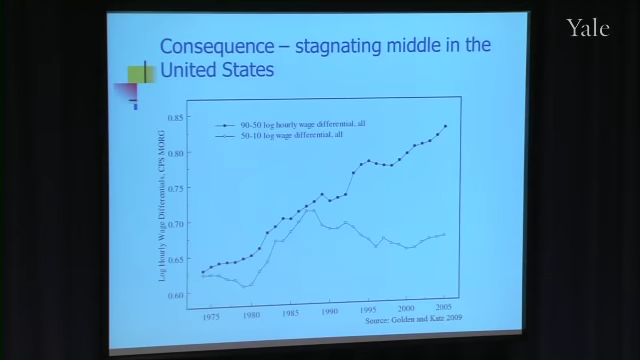 Yale
Consequence – stagnating middle in the
United States
90-50 log hourly wage differential, all
50-10 log wage differential, all
Log Hourly Wage Differentials, CPS MORG
0.85
0.80
0.75
0.70
0.65
0.60
1975
1980
1985
1990
1995
2000
2005
Source: Golden and Katz 2009